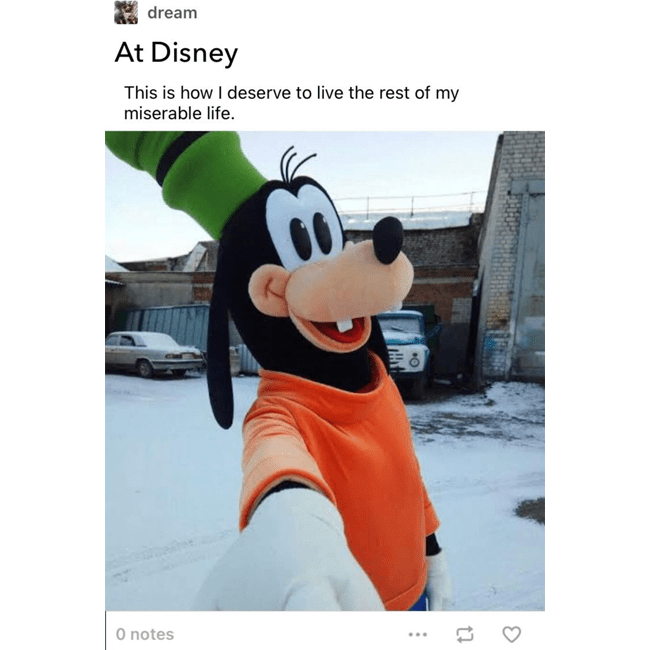 dream
At Disney
This is how I deserve to live the rest of my
miserable life.
0 notes